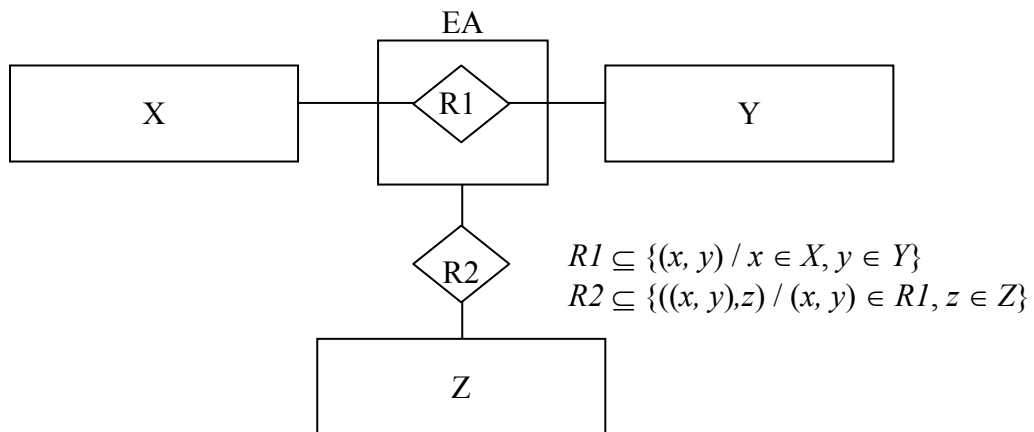 EA
X
R1
Y
R2
R1 ⊆ {(x, y) / x ∈ X, y ∈ Y}
R2 ⊆ {((x, y),z) / (x, y) ∈ R1, z ∈ Z}
Z